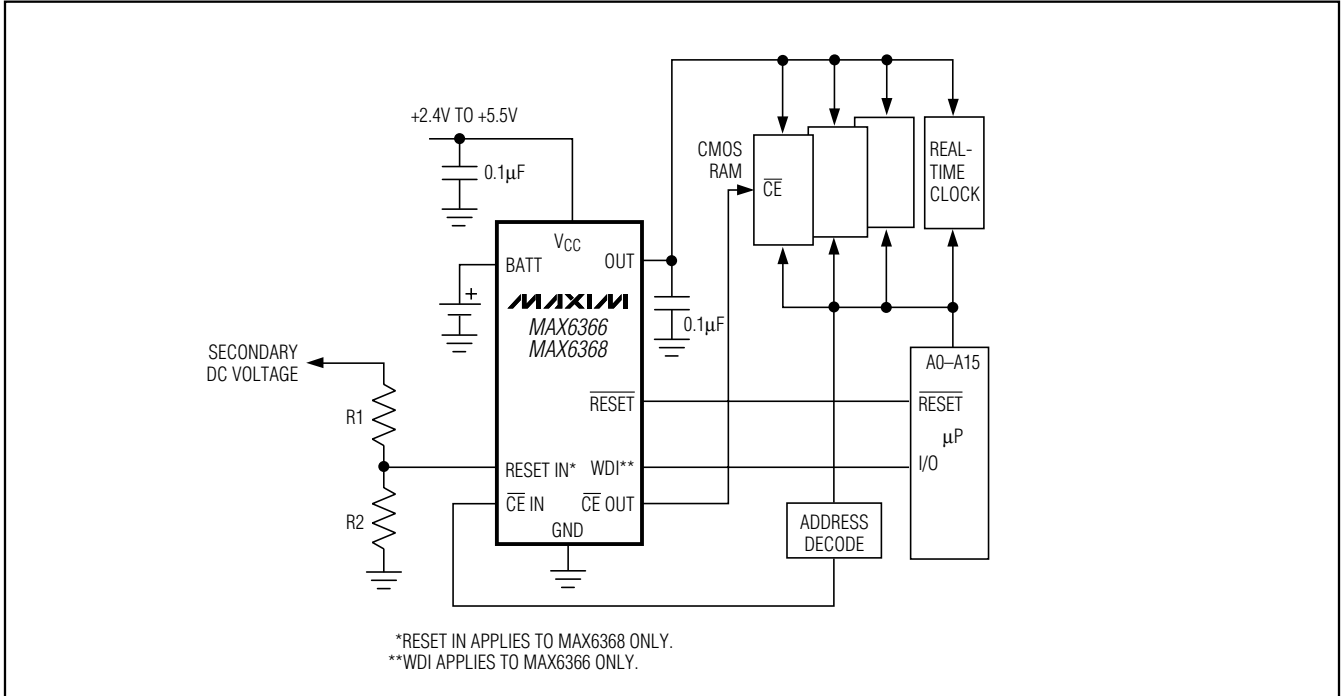 +2.4V TO +5.5V
0.1µF
CMOS
RAM
CE
REAL-
TIME
CLOCK
VCC
BATT
OUT
+
MAXIM
MAX6366
MAX6368
0.1µF
SECONDARY
DC VOLTAGE
A0–A15
R1
RESET
RESET
µP
RESET IN*
WDI**
I/O
CE IN
CE OUT
R2
GND
ADDRESS
DECODE
*RESET IN APPLIES TO MAX6368 ONLY.
**WDI APPLIES TO MAX6366 ONLY.